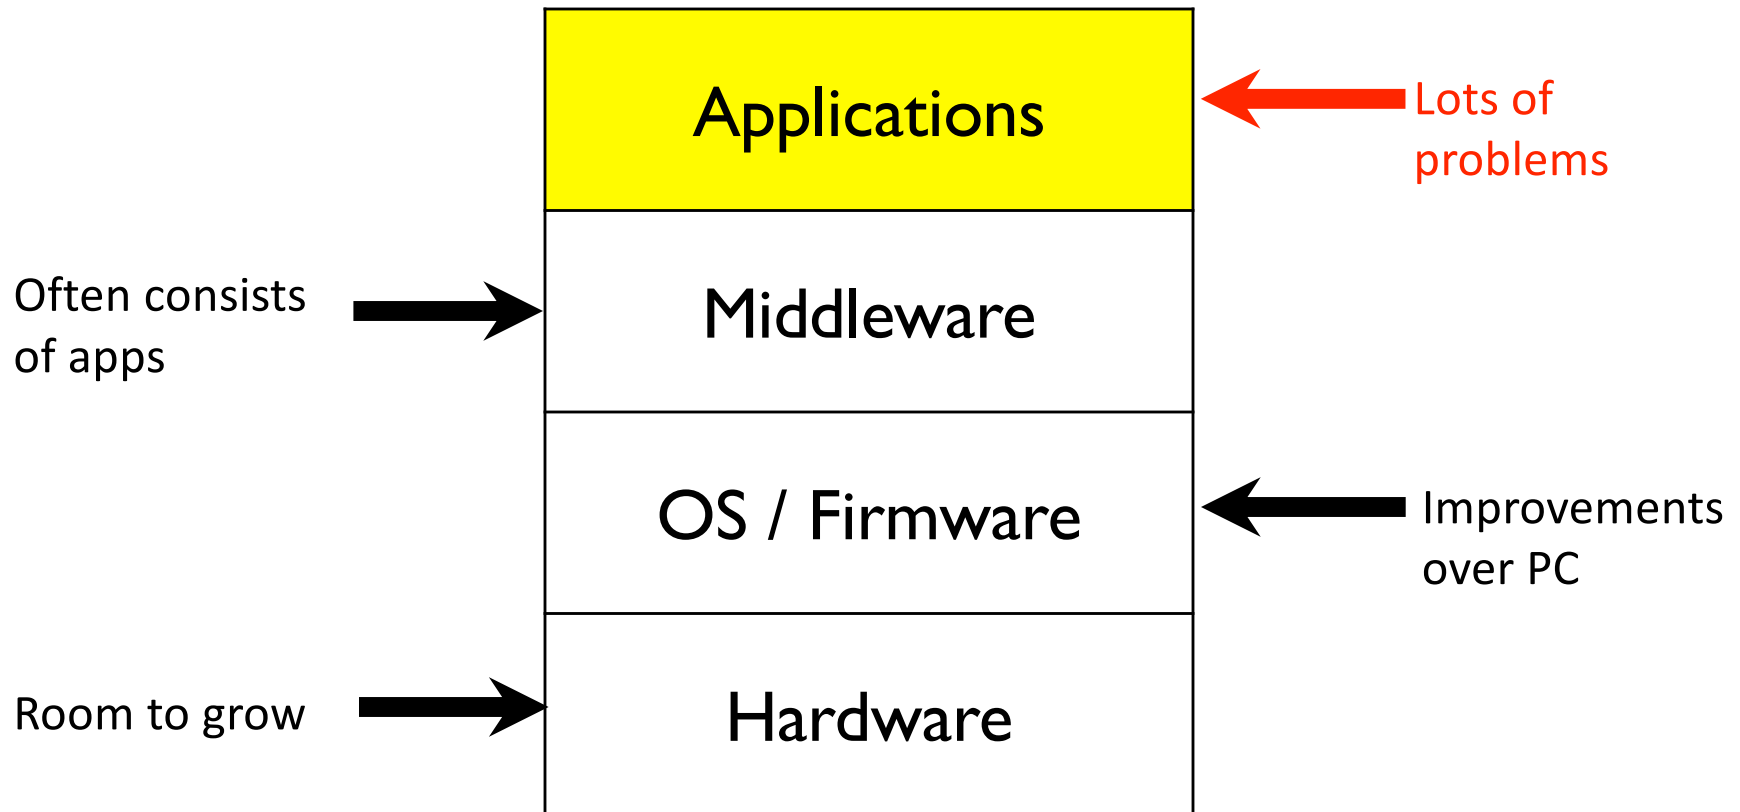 Applications
Lots of
problems
Often consists
of apps
Middleware
OS / Firmware
Improvements
over PC
Room to grow
Hardware